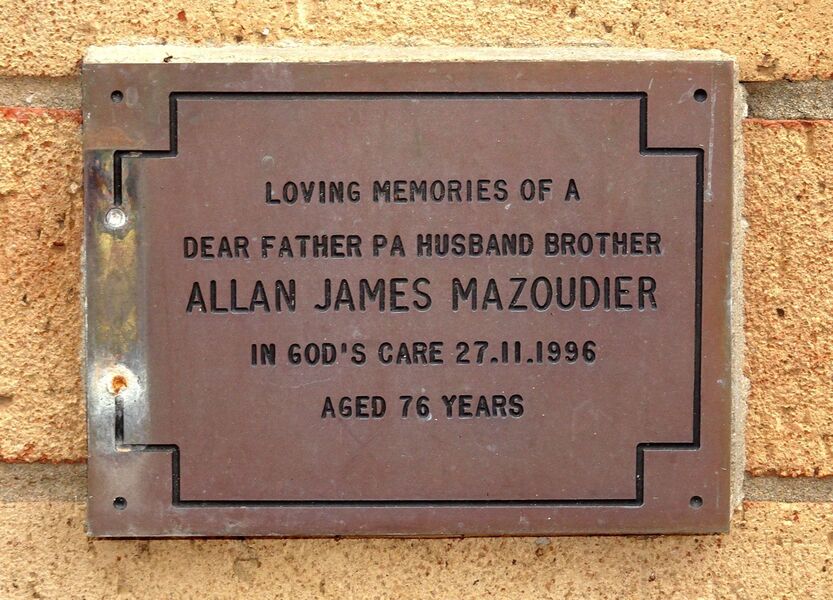 LOVING MEMORIES OF A
DEAR FATHER PA HUSBAND BROTHER
ALLAN JAMES MAZOUDIER
IN GOD'S CARE 27.11.1996
AGED 76 YEARS